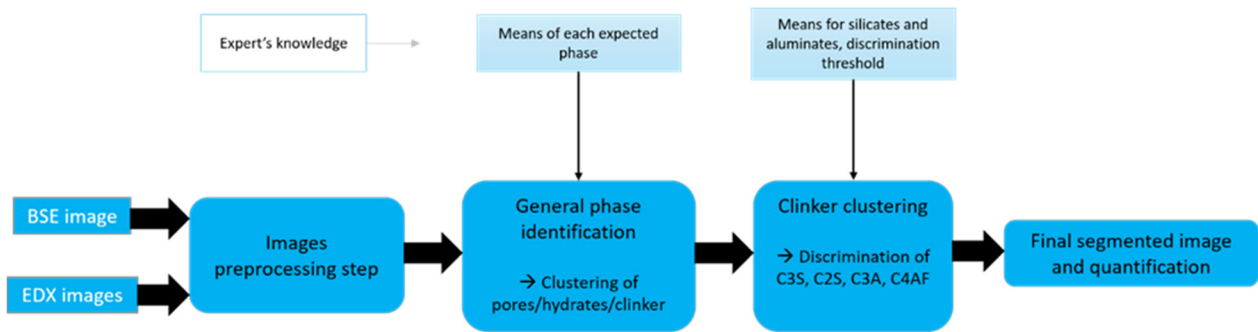 Expert's knowledge
Means of each expected
phase
Means for silicates and
aluminates, discrimination
threshold
BSE image
EDX images
Images
preprocessing step
General phase
identification
→ Clustering of
pores/hydrates/clinker
Clinker clustering
→ Discrimination of
C3S, C2S, C3A, C4AF
Final segmented image
and quantification